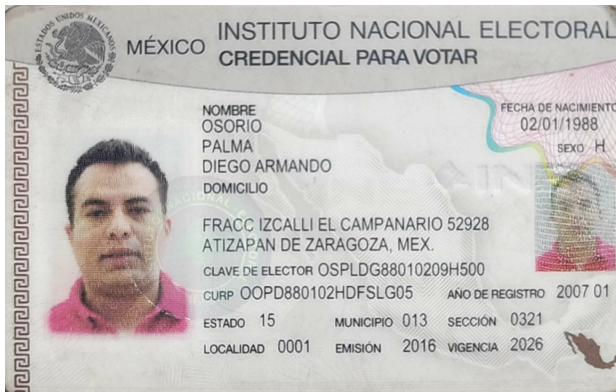 ESTADOS UNIDOS MEXICANOS
MÉXICO
INSTITUTO NACIONAL ELECTORAL
CREDENCIAL PARA VOTAR
NOMBRE
OSORIO
PALMA
DIEGO ARMANDO
FECHA DE NACIMIENTO
02/01/1988
SEXO H
DOMICILIO
FRACC IZCALLI EL CAMPANARIO 52928
ATIZAPAN DE ZARAGOZA, MEX.
CLAVE DE ELECTOR OSPLDG88010209H500
CURP OOPD880102HDFSLG05 AÑO DE REGISTRO 2007 01
ESTADO 15 MUNICIPIO 013 SECCIÓN 0321
LOCALIDAD 0001 EMISIÓN 2016 VIGENCIA 2026